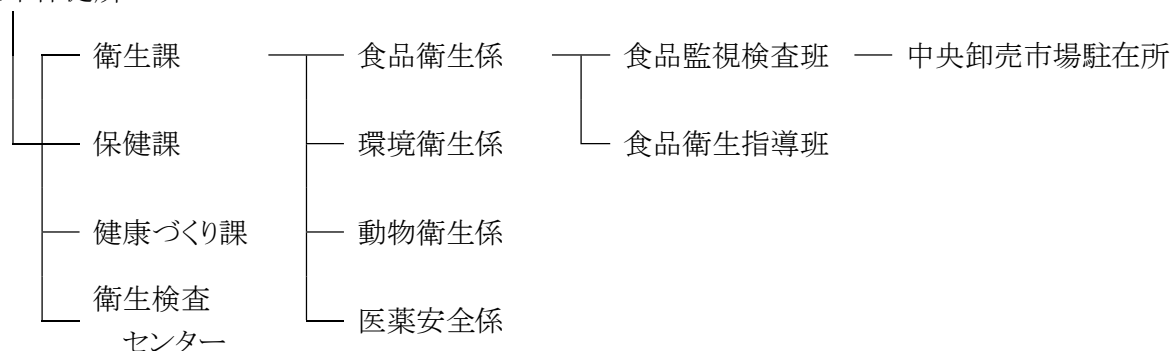 衛生課 食品衛生係 食品監視検査班 中央卸売市場駐在所
保健課 環境衛生係 食品衛生指導班
健康づくり課 動物衛生係
衛生検査
センター 医薬安全係